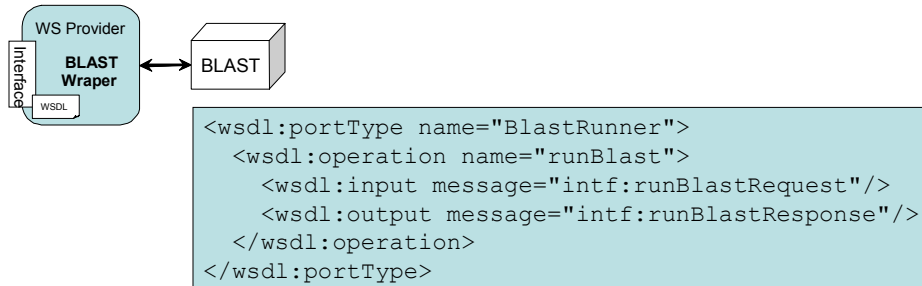 WS Provider
Interface
BLAST
Wraper
WSDL
BLAST
<wsdl:portType name="BlastRunner">
  <wsdl:operation name="runBlast">
    <wsdl:input message="intf:runBlastRequest"/>
    <wsdl:output message="intf:runBlastResponse"/>
  </wsdl:operation>
</wsdl:portType>